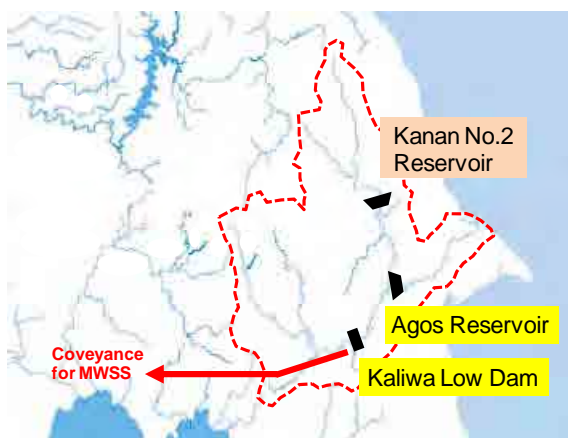 Kanan No.2
Reservoir
Agos Reservoir
Coveyance
for MWSS
Kaliwa Low Dam